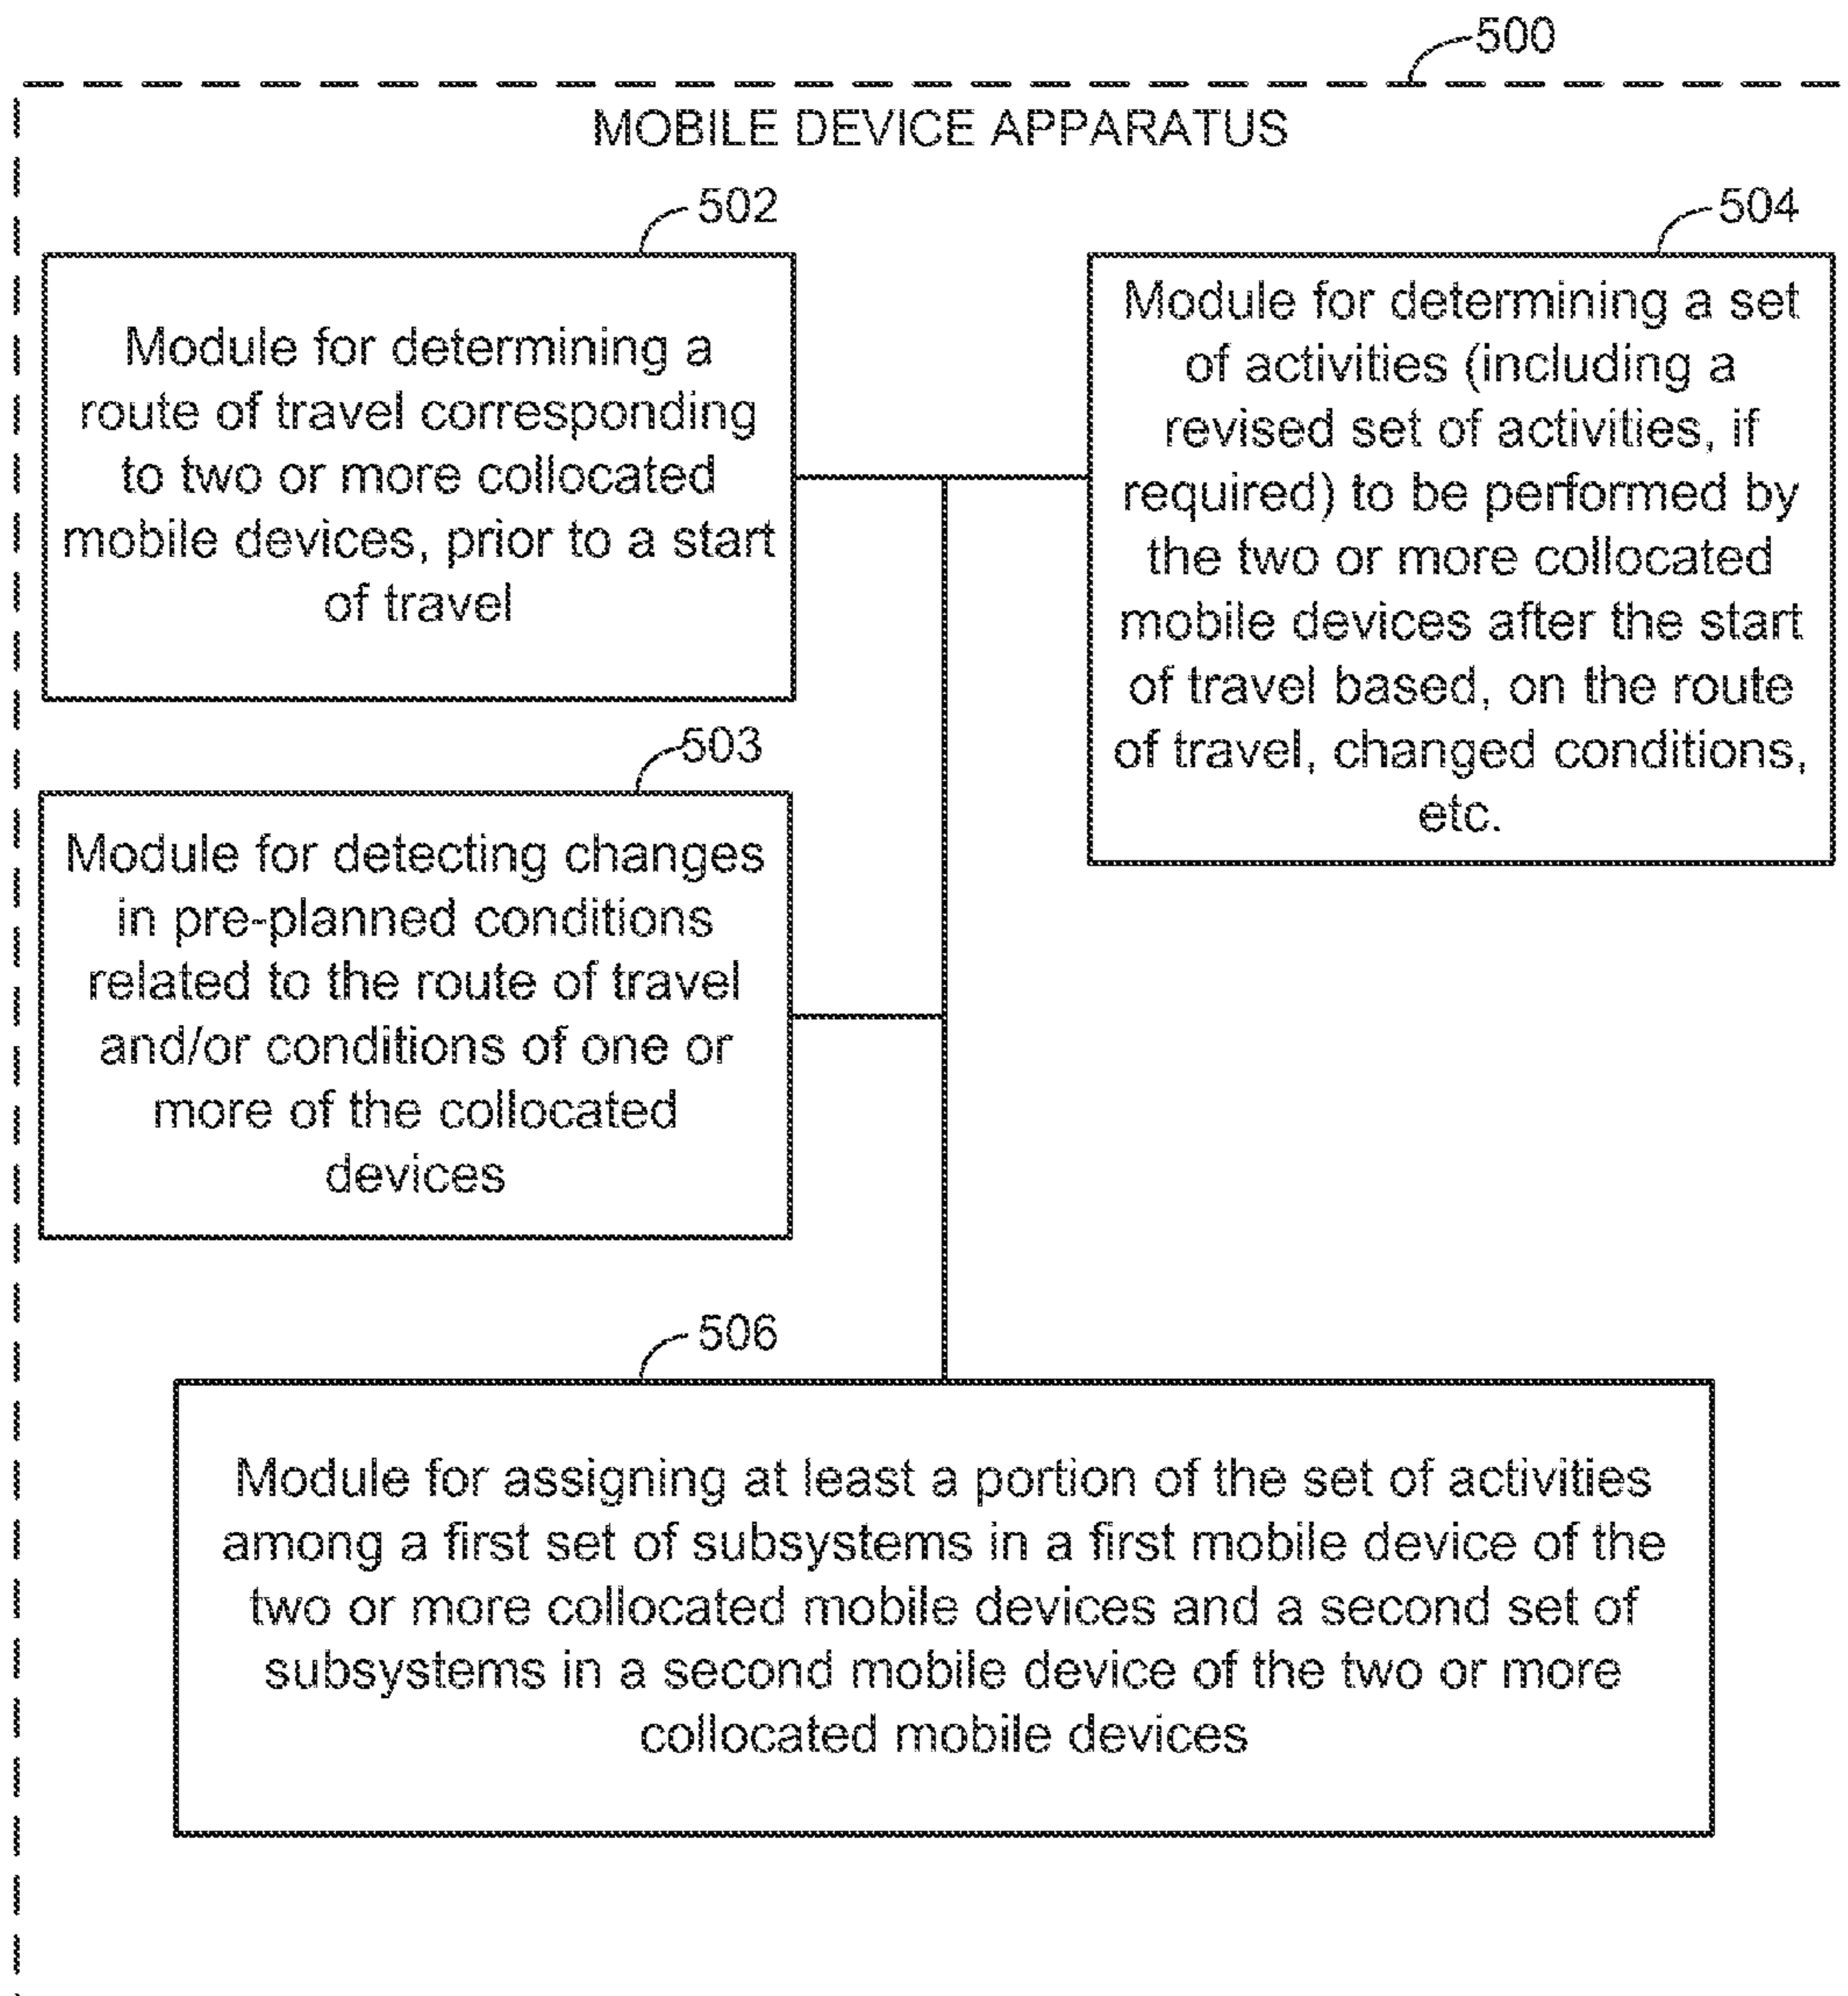 500
MOBILE DEVICE APPARATUS
502
Module for determining a
route of travel corresponding
to two or more collocated
mobile devices, prior to a start
of travel
504
Module for determining a set
of activities (including a
revised set of activities, if
required) to be performed by
the two or more collocated
mobile devices after the start
of travel based, on the route
of travel, changed conditions,
etc.
503
Module for detecting changes
in pre-planned conditions
related to the route of travel
and/or conditions of one or
more of the collocated
devices
506
Module for assigning at least a portion of the set of activities
among a first set of subsystems in a first mobile device of the
two or more collocated mobile devices and a second set of
subsystems in a second mobile device of the two or more
collocated mobile devices